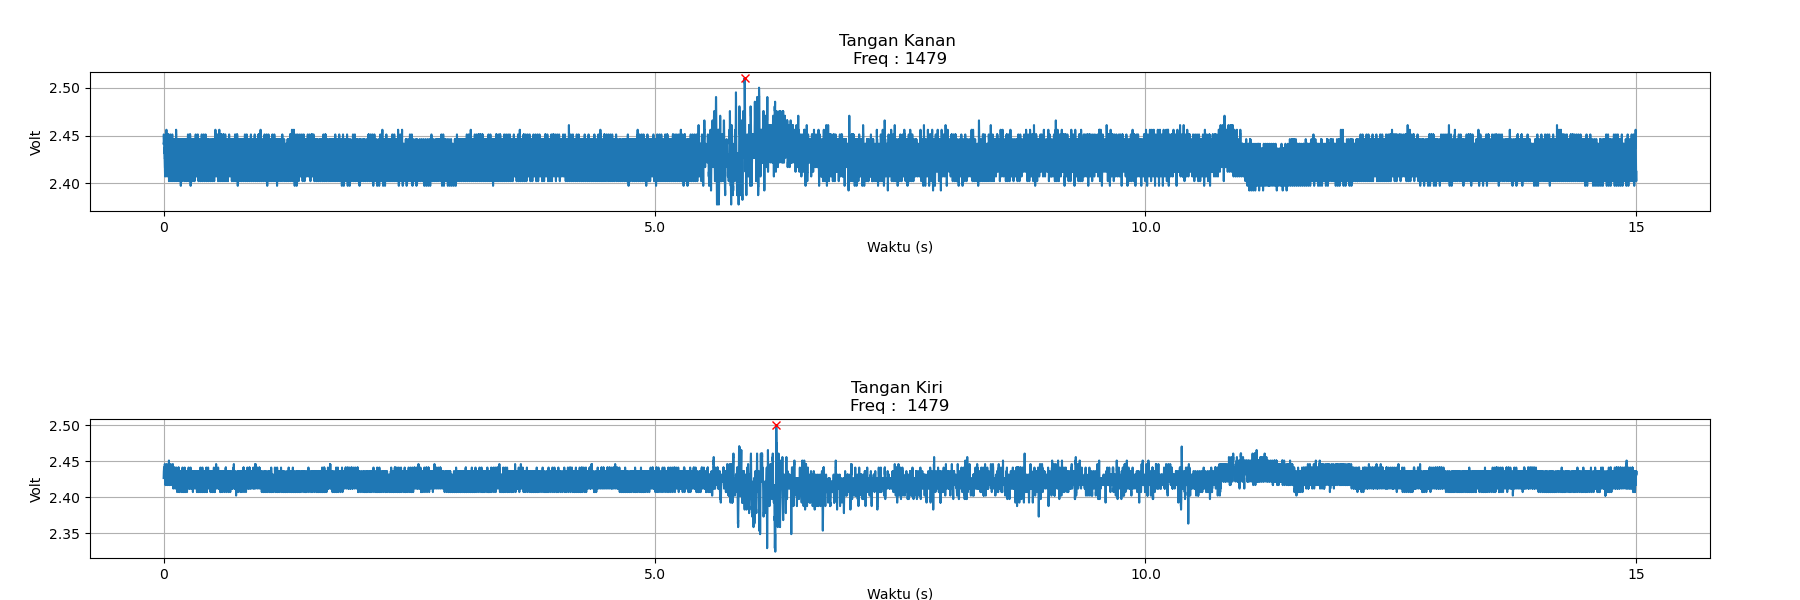 Tangan Kanan
Freq : 1479
Volt
2.50
2.45
2.40
0 5.0 10.0 15
Waktu (s)
Tangan Kiri
Freq :  1479
Volt
2.50
2.45
2.40
2.35
0 5.0 10.0 15
Waktu (s)